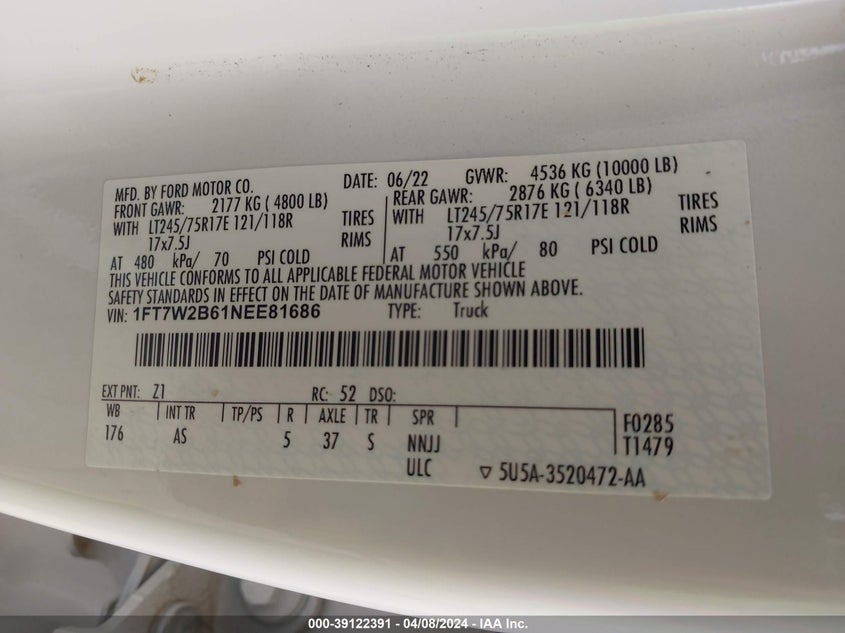 MFD. BY FORD MOTOR CO. DATE: 06/22 GVWR: 4536 KG (10000 LB)
FRONT GAWR: 2177 KG ( 4800 LB) REAR GAWR: 2876 KG ( 6340 LB)
WITH LT245/75R17E 121/118R TIRES WITH LT245/75R17E 121/118R TIRES
17x7.5J RIMS 17x7.5J RIMS
AT 480 kPa/ 70 PSI COLD AT 550 kPa/ 80 PSI COLD
THIS VEHICLE CONFORMS TO ALL APPLICABLE FEDERAL MOTOR VEHICLE
SAFETY STANDARDS IN EFFECT ON THE DATE OF MANUFACTURE SHOWN ABOVE.
VIN: 1FT7W2B61NEE81686 TYPE: Truck
EXT PNT: Z1 RC: 52 DSO:
WB INT TR TP/PS R AXLE TR SPR F0285
176 AS 5 37 S NNJJ T1479
ULC ▽ 5U5A-3520472-AA
000-39122391 - 04/08/2024 - IAA Inc.